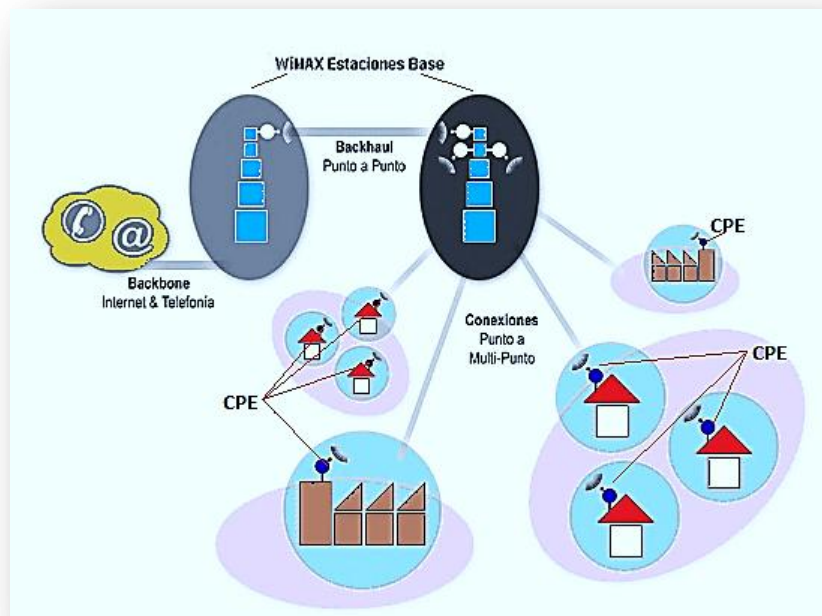 WiMAX Estaciones Base
Backhaul
Punto a Punto
@
Backbone
Internet & Telefonía
CPE
Conexiones
Punto a
Multi-Punto
CPE
CPE